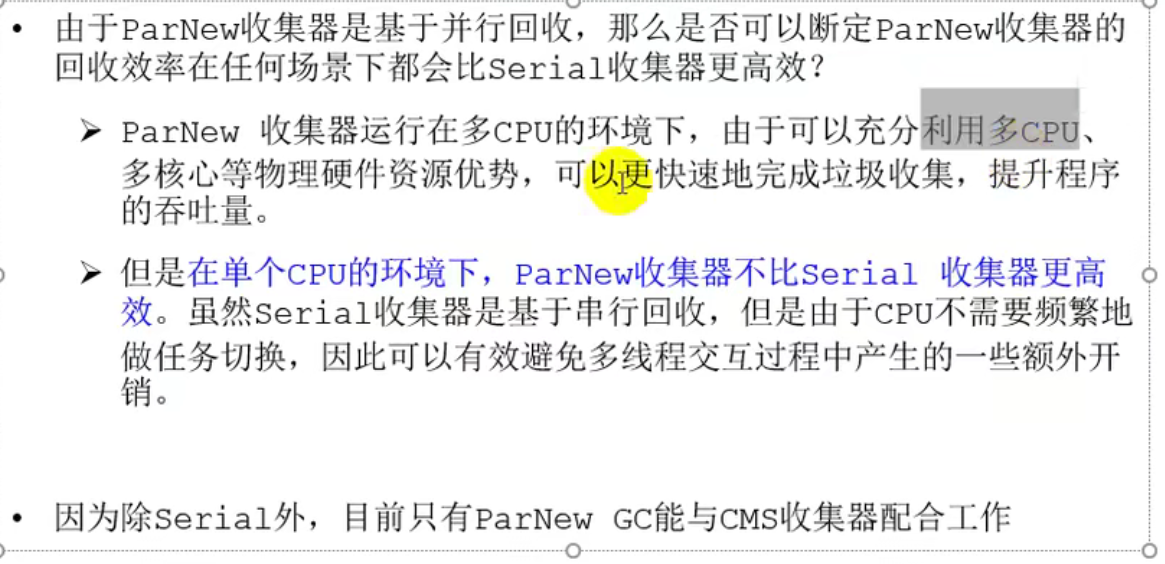 • 由于ParNew收集器是基于并行回收，那么是否可以断定ParNew收集器的
回收效率在任何场景下都会比Serial收集器更高效？
➢ ParNew 收集器运行在多CPU的环境下，由于可以充分利用多CPU、
多核心等物理硬件资源优势，可以更快速地完成垃圾收集，提升程序
的吞吐量。
➢ 但是在单个CPU的环境下，ParNew收集器不比Serial 收集器更高
效。虽然Serial收集器是基于串行回收，但是由于CPU不需要频繁地
做任务切换，因此可以有效避免多线程交互过程中产生的一些额外开
销。
• 因为除Serial外，目前只有ParNew GC能与CMS收集器配合工作